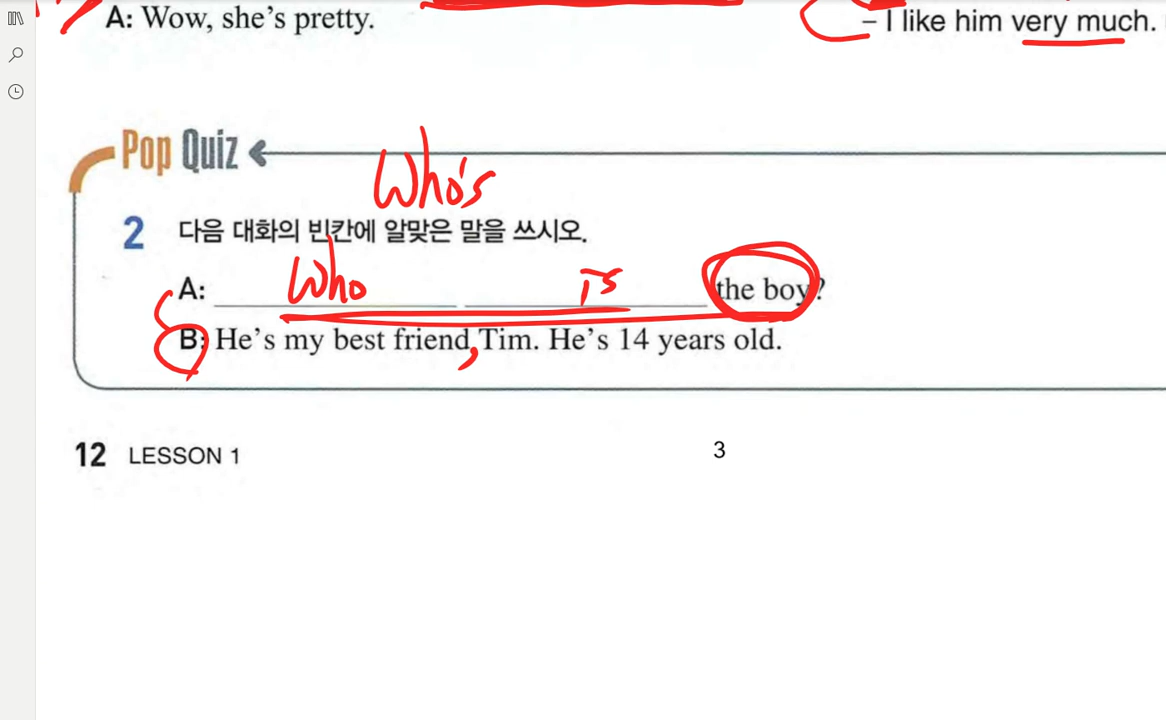 A: Wow, she's pretty.
– I like him very much.
Pop Quiz
Who's
2 다음 대화의 빈칸에 알맞은 말을 쓰시오.
A: Who is the boy?
B: He's my best friend, Tim. He's 14 years old.
12 LESSON 1
3